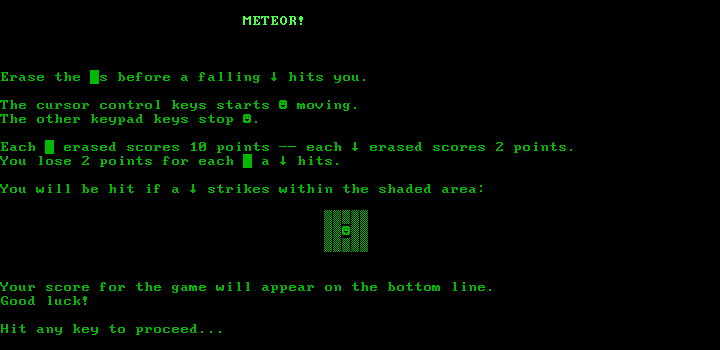 METEOR!
Erase the █s before a falling ↓ hits you.
The cursor control keys starts ☻ moving.
The other keypad keys stop ☻.
Each █ erased scores 10 points —— each ↓ erased scores 2 points.
You lose 2 points for each █ a ↓ hits.
You will be hit if a ↓ strikes within the shaded area:
Your score for the game will appear on the bottom line.
Good luck!
Hit any key to proceed...